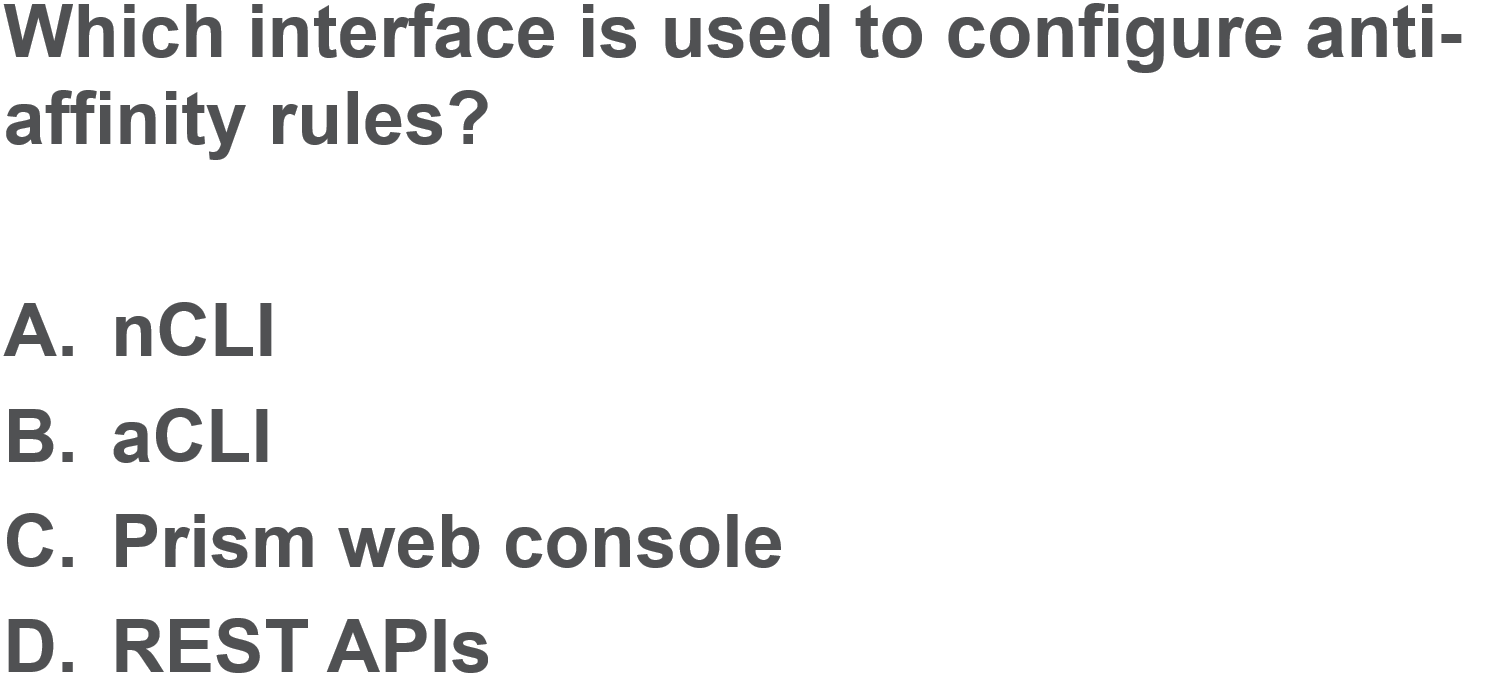 Which interface is used to configure anti-
affinity rules?
A. nCLI
B. aCLI
C. Prism web console
D. REST APIs